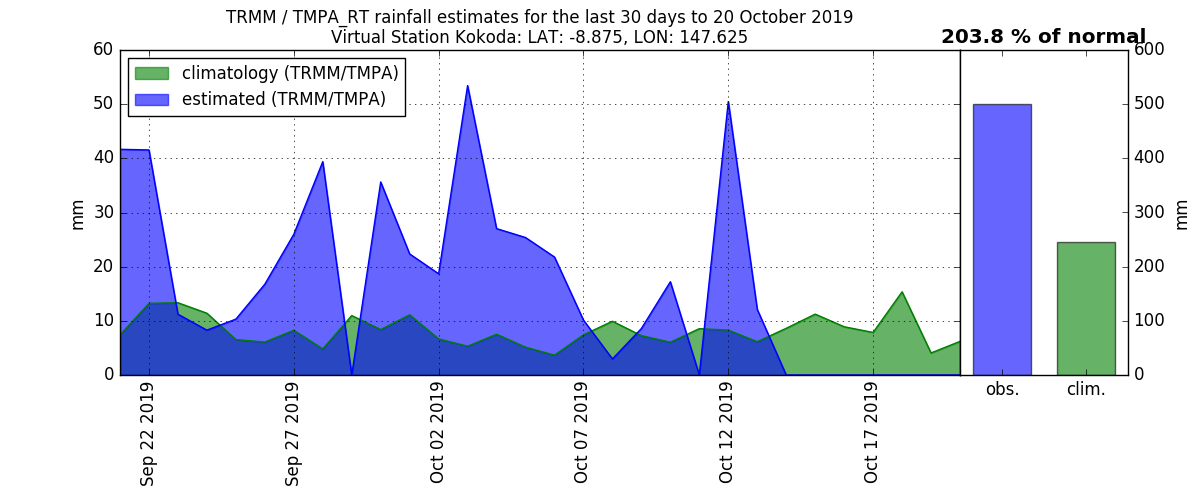 TRMM / TMPA_RT rainfall estimates for the last 30 days to 20 October 2019
Virtual Station Kokoda: LAT: -8.875, LON: 147.625
203.8 % of normal
climatology (TRMM/TMPA)
estimated (TRMM/TMPA)
60
50
40
30
20
10
0
mm
Sep 22 2019
Sep 27 2019
Oct 02 2019
Oct 07 2019
Oct 12 2019
Oct 17 2019
600
500
400
300
200
100
0
mm
obs.
clim.